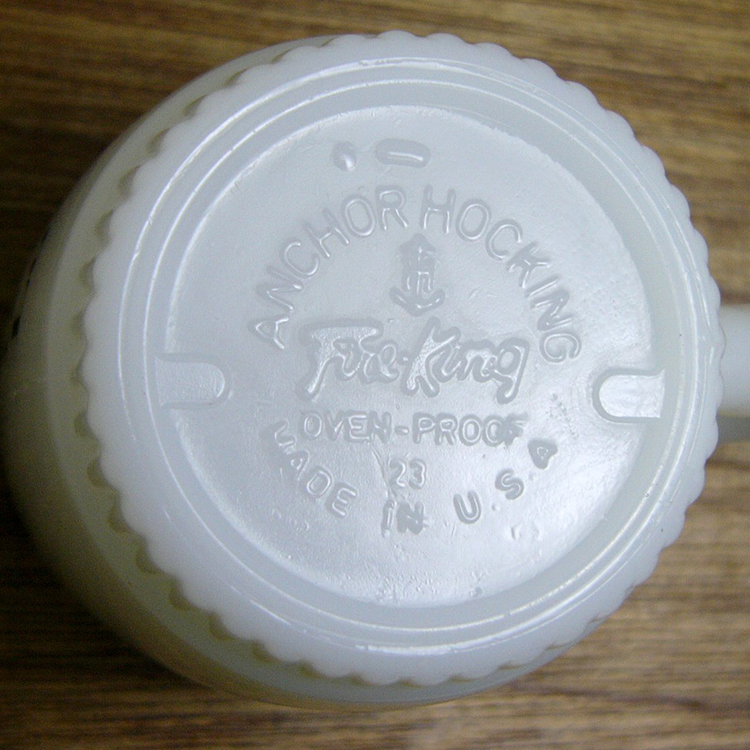 ANCHOR HOCKING
Fire-King
OVEN-PROOF
23
MADE IN U.S.A